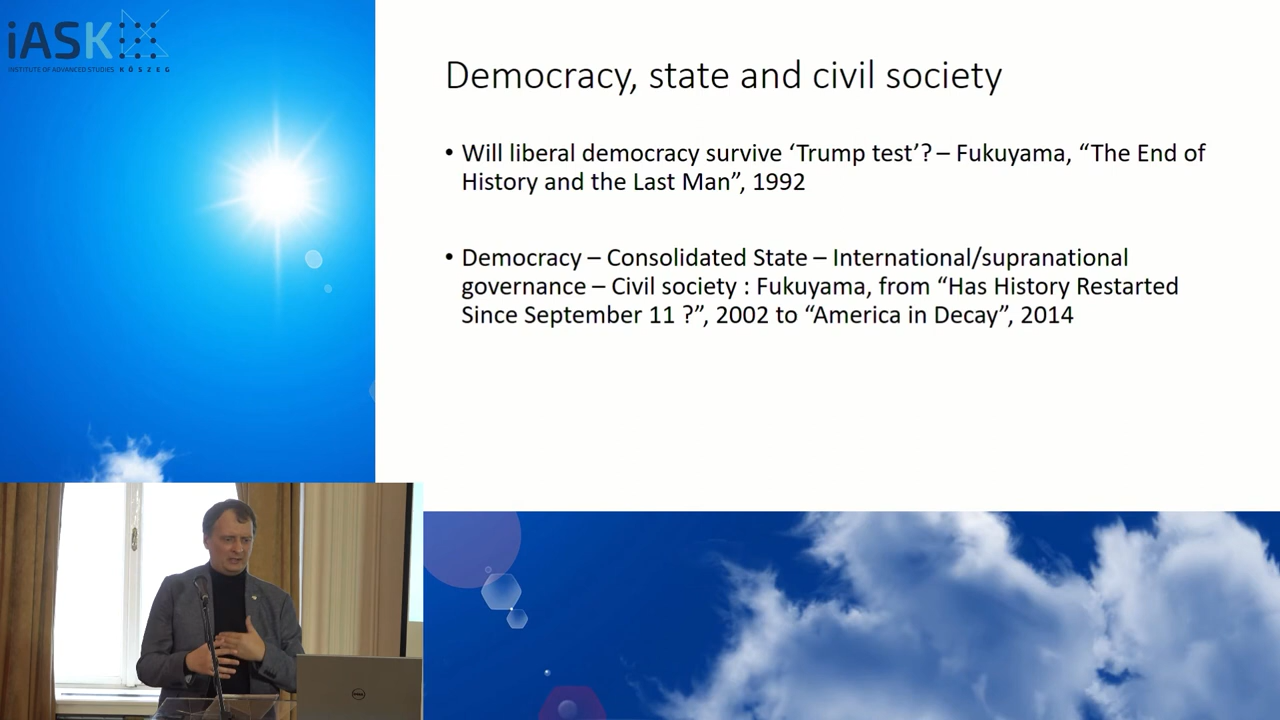 iASK
INSTITUTE OF ADVANCED STUDIES KŐSZEG
Democracy, state and civil society
• Will liberal democracy survive ‘Trump test’? – Fukuyama, “The End of
History and the Last Man”, 1992
• Democracy – Consolidated State – International/supranational
governance – Civil society : Fukuyama, from “Has History Restarted
Since September 11 ?”, 2002 to “America in Decay”, 2014
DELL